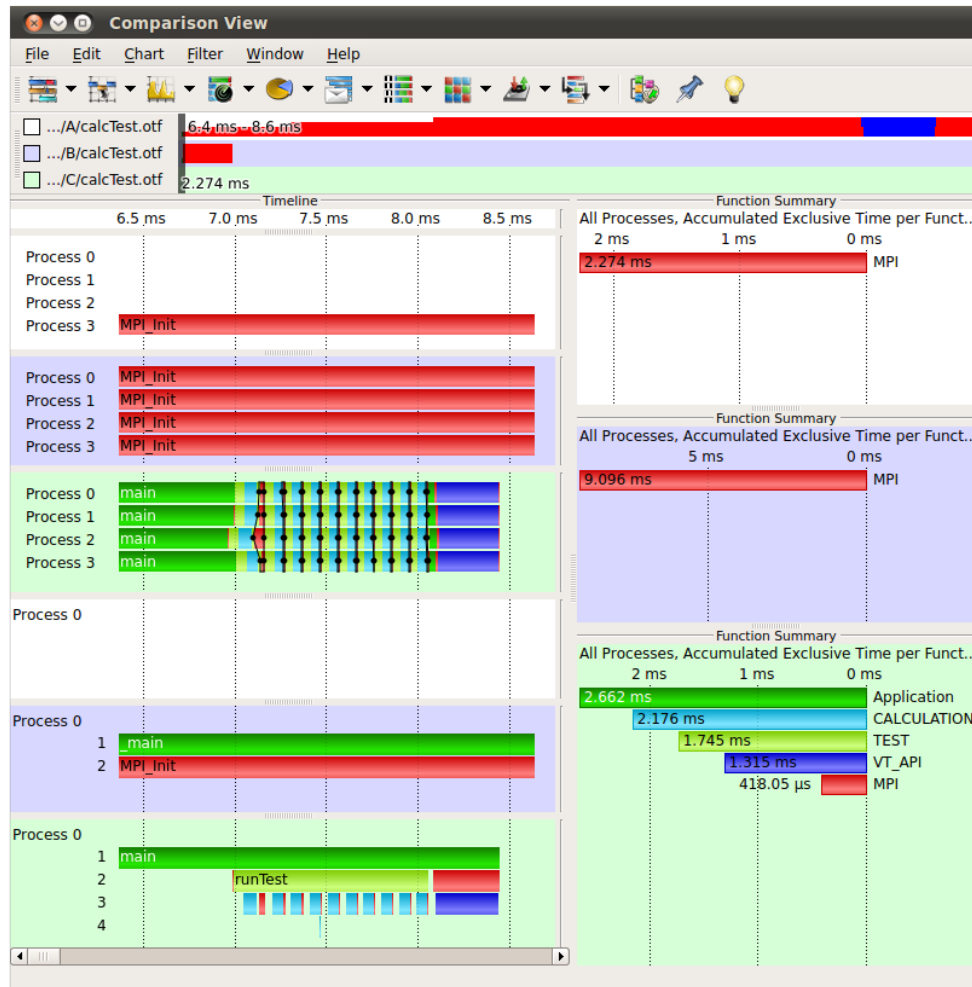 Comparison View
File Edit Chart Filter Window Help
.../A/calcTest.otf 6.4 ms - 8.6 ms
.../B/calcTest.otf
.../C/calcTest.otf 2.274 ms
Timeline
6.5 ms 7.0 ms 7.5 ms 8.0 ms 8.5 ms
Process 0
Process 1
Process 2
Process 3 MPI_Init
Process 0 MPI_Init
Process 1 MPI_Init
Process 2 MPI_Init
Process 3 MPI_Init
Process 0 main
Process 1 main
Process 2 main
Process 3 main
Process 0
Process 0
1 _main
2 MPI_Init
Process 0
1 main
2 runTest
3
4
Function Summary
All Processes, Accumulated Exclusive Time per Funct...
2 ms 1 ms 0 ms
2.274 ms MPI
Function Summary
All Processes, Accumulated Exclusive Time per Funct...
5 ms 0 ms
9.096 ms MPI
Function Summary
All Processes, Accumulated Exclusive Time per Funct...
2 ms 1 ms 0 ms
2.662 ms Application
2.176 ms CALCULATION
1.745 ms TEST
1.315 ms VT_API
418.05 µs MPI